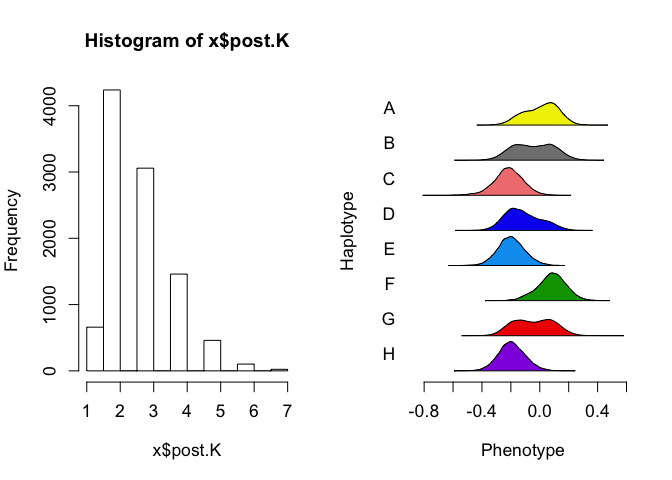 Histogram of x$post.K
Frequency
0
1000
2000
3000
4000
1 2 3 4 5 6 7
x$post.K
Haplotype
A
B
C
D
E
F
G
H
-0.8 -0.4 0.0 0.4
Phenotype